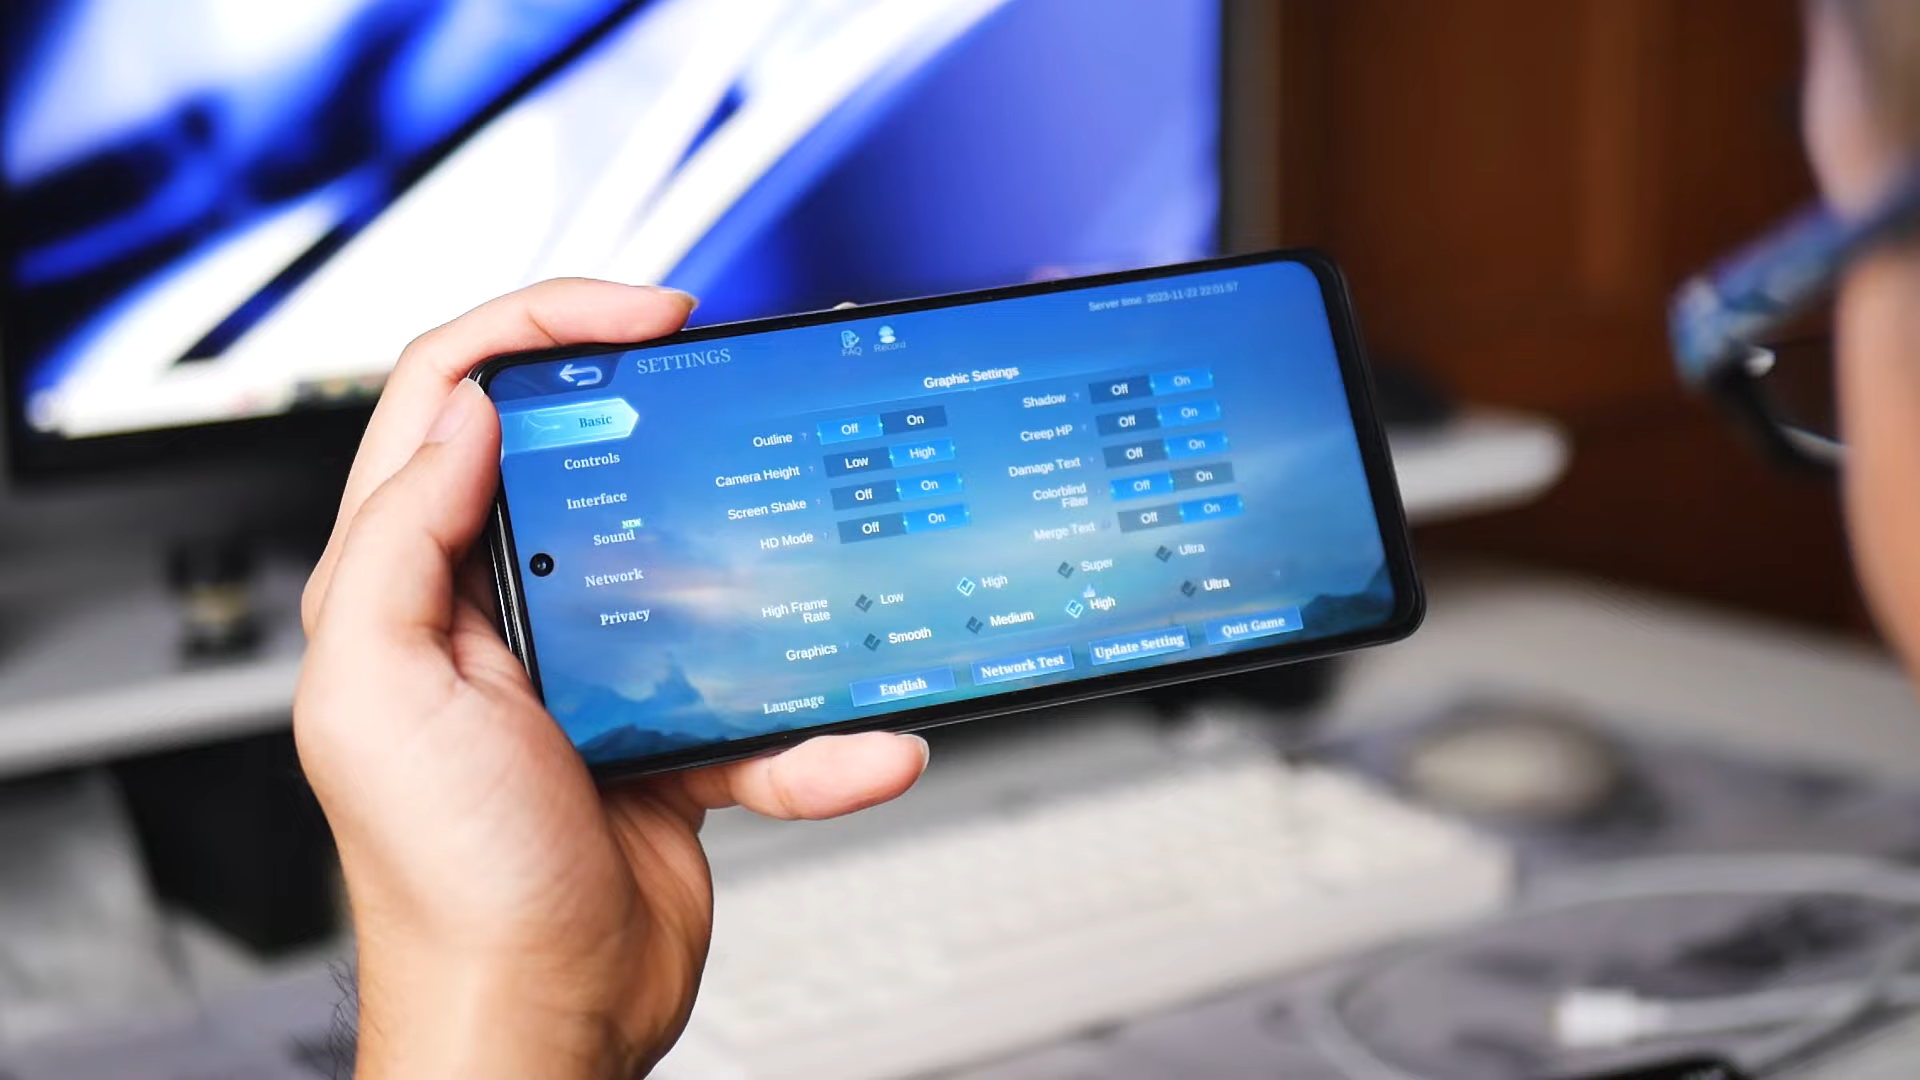 Server time 2023-11-22 22:01:57
SETTINGS
FAQ Record
Graphic Settings
Basic
Controls
Interface
NEW
Sound
Network
Privacy
Outline Off On
Camera Height Low High
Screen Shake Off On
HD Mode Off On
Shadow Off On
Creep HP Off On
Damage Text Off On
Colorblind Filter Off On
Merge Text Off On
High Frame Rate Low High Super Ultra
Graphics Smooth Medium High Ultra
Language English Network Test Update Setting Quit Game